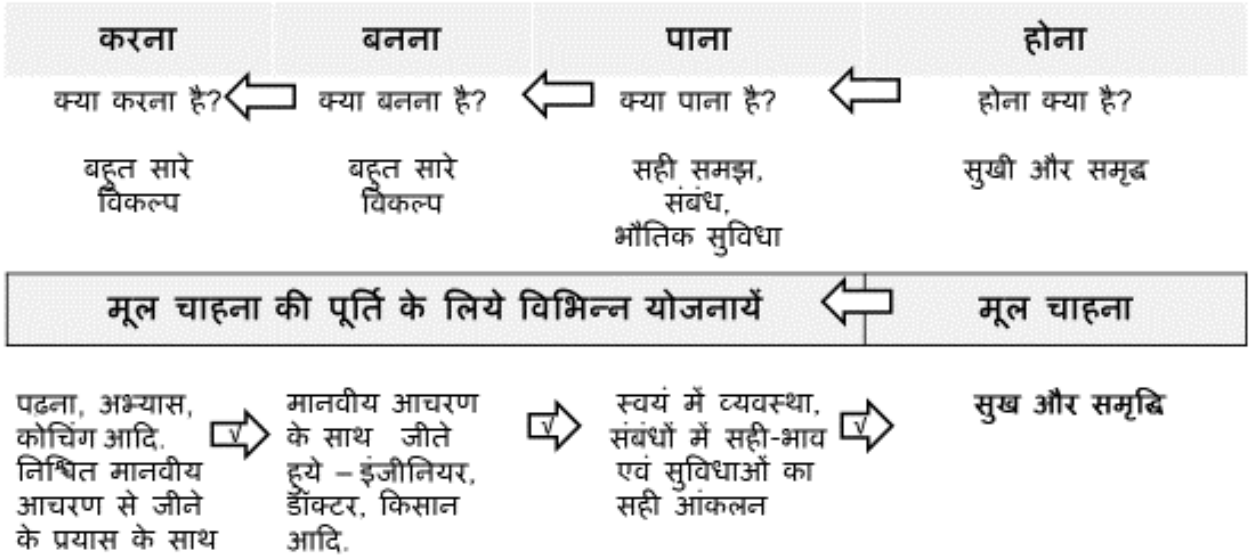 करना बनना पाना होना
क्या करना है? क्या बनना है? क्या पाना है? होना क्या है?
बहुत सारे
विकल्प
बहुत सारे
विकल्प
सही समझ,
संबंध,
भौतिक सुविधा
सुखी और समृद्ध
मूल चाहना की पूर्ति के लिये विभिन्न योजनायें मूल चाहना
पढना, अभ्यास,
कोचिंग आदि.
निश्चित मानवीय
आचरण से जीने
के प्रयास के साथ
√
मानवीय आचरण
के साथ जीते
हुये – इंजीनियर,
डॉक्टर, किसान
आदि.
√
स्वयं में व्यवस्था,
संबंधों में सही-भाव
एवं सुविधाओं का
सही आंकलन
√
सुख और समृद्धि